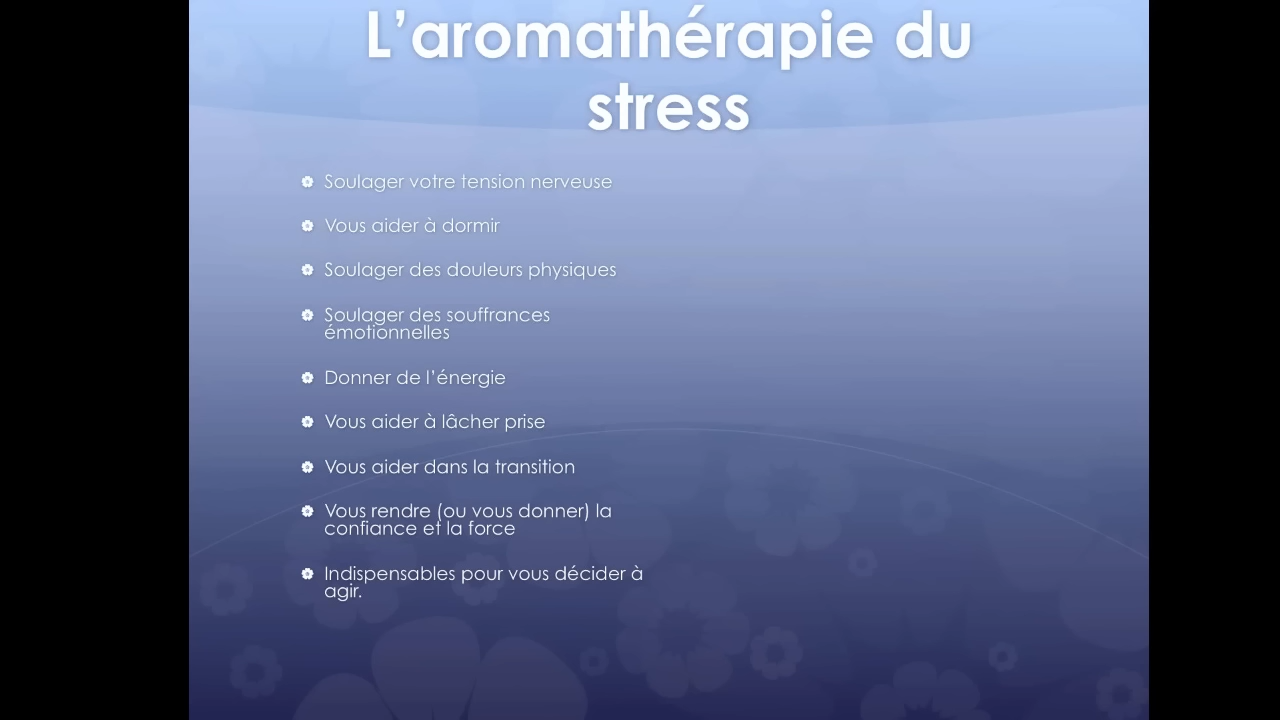 L’aromathérapie du
stress
Soulager votre tension nerveuse
Vous aider à dormir
Soulager des douleurs physiques
Soulager des souffrances
émotionnelles
Donner de l’énergie
Vous aider à lâcher prise
Vous aider dans la transition
Vous rendre (ou vous donner) la
confiance et la force
Indispensables pour vous décider à
agir.